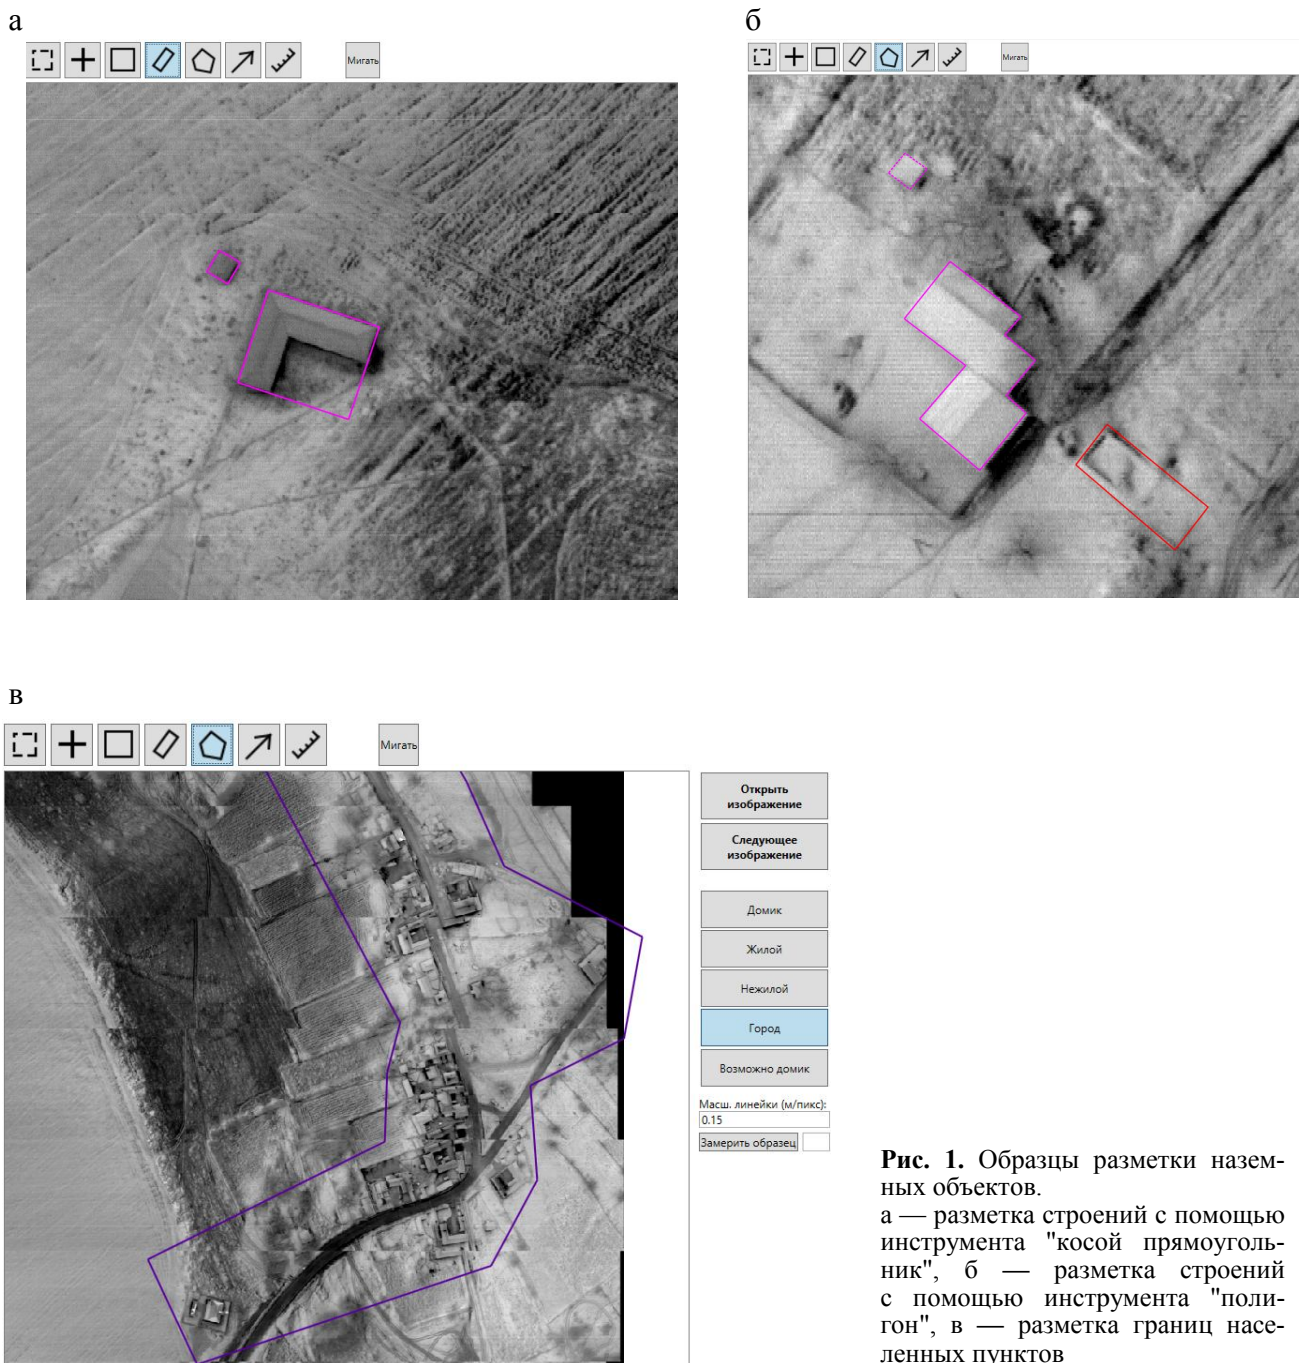 а
Мигать
б
Мигать
в
Мигать
Открыть
изображение
Следующее
изображение
Домик
Жилой
Нежилой
Город
Возможно домик
Масш. линейки (м/пикс):
0.15
Замерить образец
Рис. 1. Образцы разметки назем-
ных объектов.
а — разметка строений с помощью
инструмента "косой прямоуголь-
ник", б — разметка строений
с помощью инструмента "поли-
гон", в — разметка границ насе-
ленных пунктов